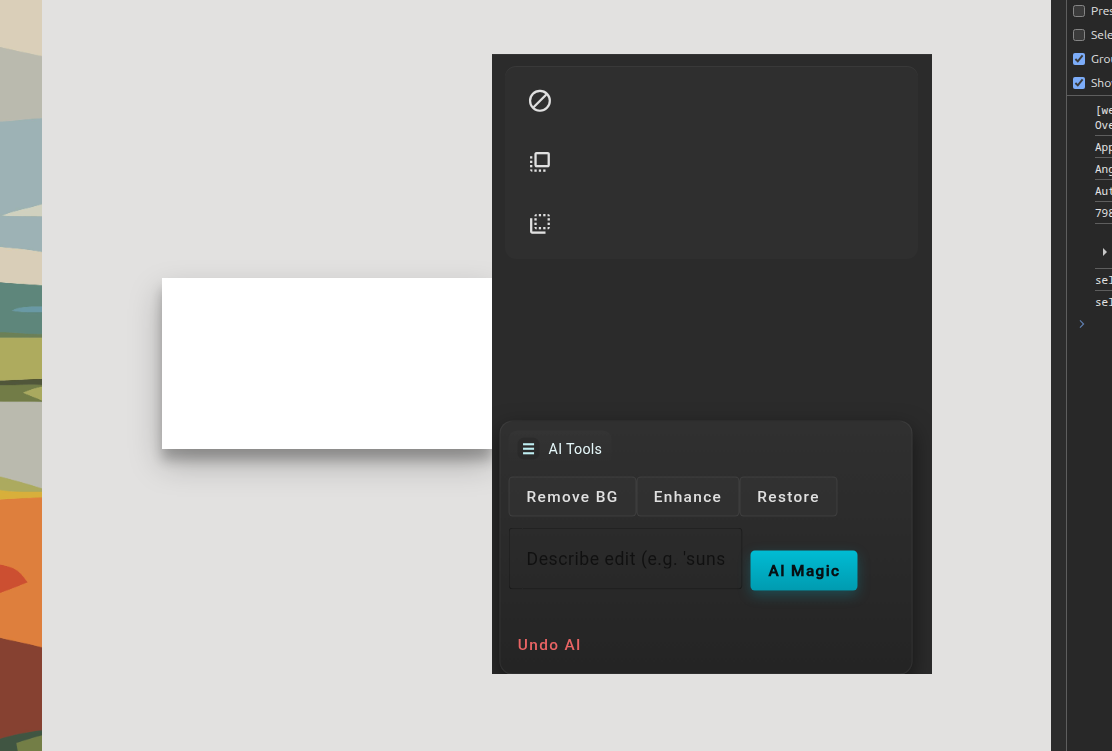 AI Tools
Remove BG Enhance Restore
Describe edit (e.g. 'suns
AI Magic
Undo AI
Pres
Sele
Grou
Show
[we
Ove
App
Ang
Aut
798
sel
sel